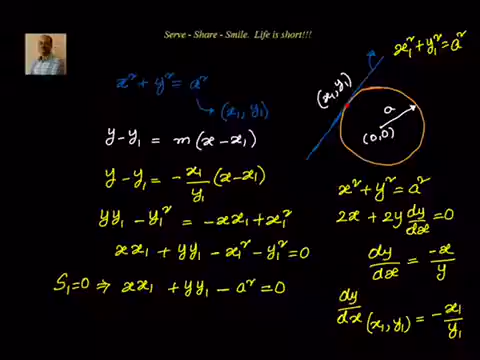 Serve - Share - Smile. Life is short!!!
x² + y² = a²
(x₁, y₁)
y - y₁ = m(x - x₁)
y - y₁ = -x₁/y₁ (x - x₁)
yy₁ - y₁² = -xx₁ + x₁²
xx₁ + yy₁ - x₁² - y₁² = 0
S₁=0 ⇒ xx₁ + yy₁ - a² = 0
x₁² + y₁² = a²
(x₁, y₁)
a
(0,0)
x² + y² = a²
2x + 2y dy/dx = 0
dy/dx = -x/y
dy/dx (x₁, y₁) = -x₁/y₁